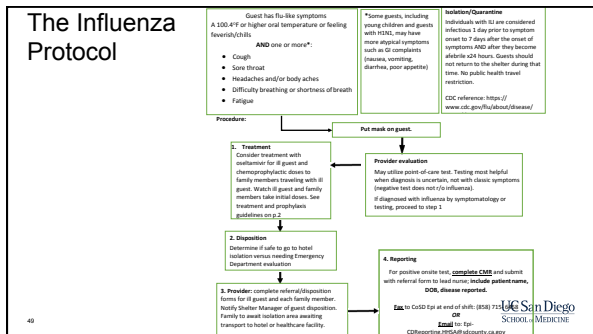 The Influenza
Protocol
Guest has flu-like symptoms
A 100.4°F or higher oral temperature or feeling
feverish/chills
AND one or more*:
• Cough
• Sore throat
• Headaches and/or body aches
• Difficulty breathing or shortness of breath
• Fatigue
*Some guests, including
young children and guests
with H1N1, may have
more atypical symptoms
such as GI complaints
(nausea, vomiting,
diarrhea, poor appetite)
Isolation/Quarantine
Individuals with ILI are considered
infectious 1 day prior to symptom
onset to 7 days after the onset of
symptoms AND after they become
afebrile x24 hours. Guests should
not return to the shelter during that
time. No public health travel
restriction.
CDC reference: https://
www.cdc.gov/flu/about/disease/
Procedure:
Put mask on guest.
1. Treatment
Consider treatment with
oseltamivir for ill guest and
chemoprophylactic doses to
family members traveling with ill
guest. Watch ill guest and family
members take initial doses. See
treatment and prophylaxis
guidelines on p.2
Provider evaluation
May utilize point-of-care test. Testing most helpful
when diagnosis is uncertain, not with classic symptoms
(negative test does not r/o influenza).
If diagnosed with influenza by symptomatology or
testing, proceed to step 1
2. Disposition
Determine if safe to go to hotel
isolation versus needing Emergency
Department evaluation
3. Provider: complete referral/disposition
forms for ill guest and each family member.
Notify Shelter Manager of guest disposition.
Family to await isolation area awaiting
transport to hotel or healthcare facility.
4. Reporting
For positive onsite test, complete CMR and submit
with referral form to lead nurse; include patient name,
DOB, disease reported.
Fax to CoSD Epi at end of shift: (858) 715-
OR
Email to: Epi-
CDReporting.HHSA@sdcounty.ca.gov
UC San Diego
SCHOOL OF MEDICINE
49